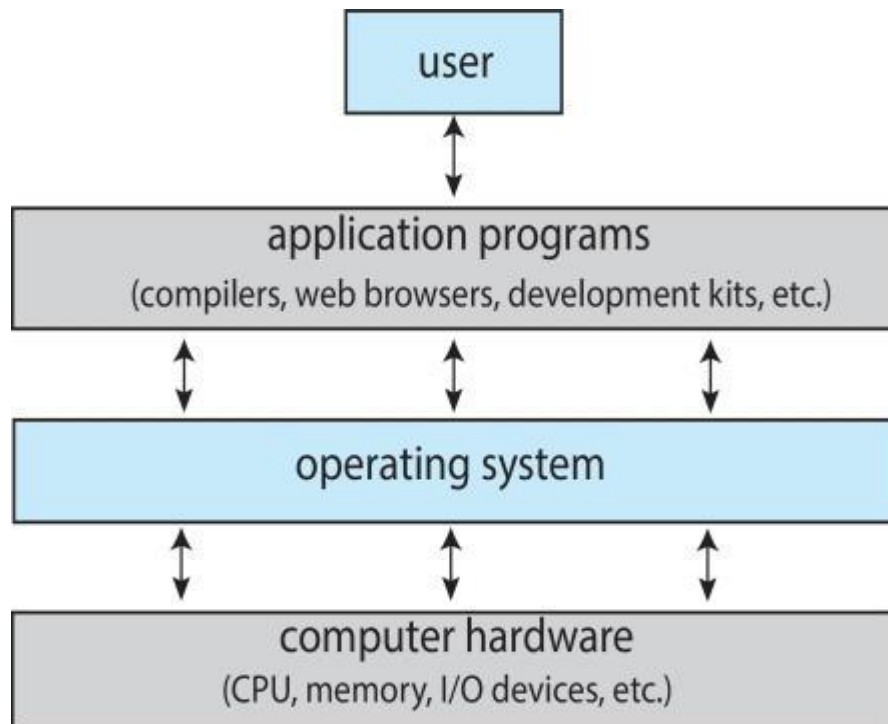 user
application programs
(compilers, web browsers, development kits, etc.)
operating system
computer hardware
(CPU, memory, I/O devices, etc.)